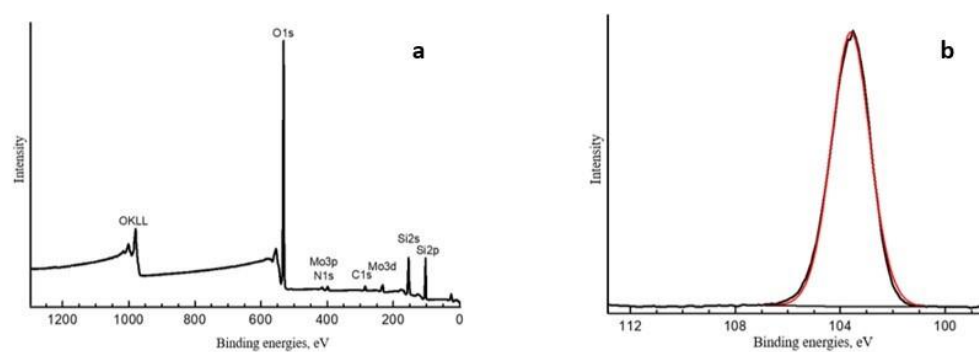 a
O1s
OKLL
Mo3p
N1s
C1s
Mo3d
Si2s
Si2p
Intensity
1200 1000 800 600 400 200 0
Binding energies, eV
b
Intensity
112 108 104 100
Binding energies, eV